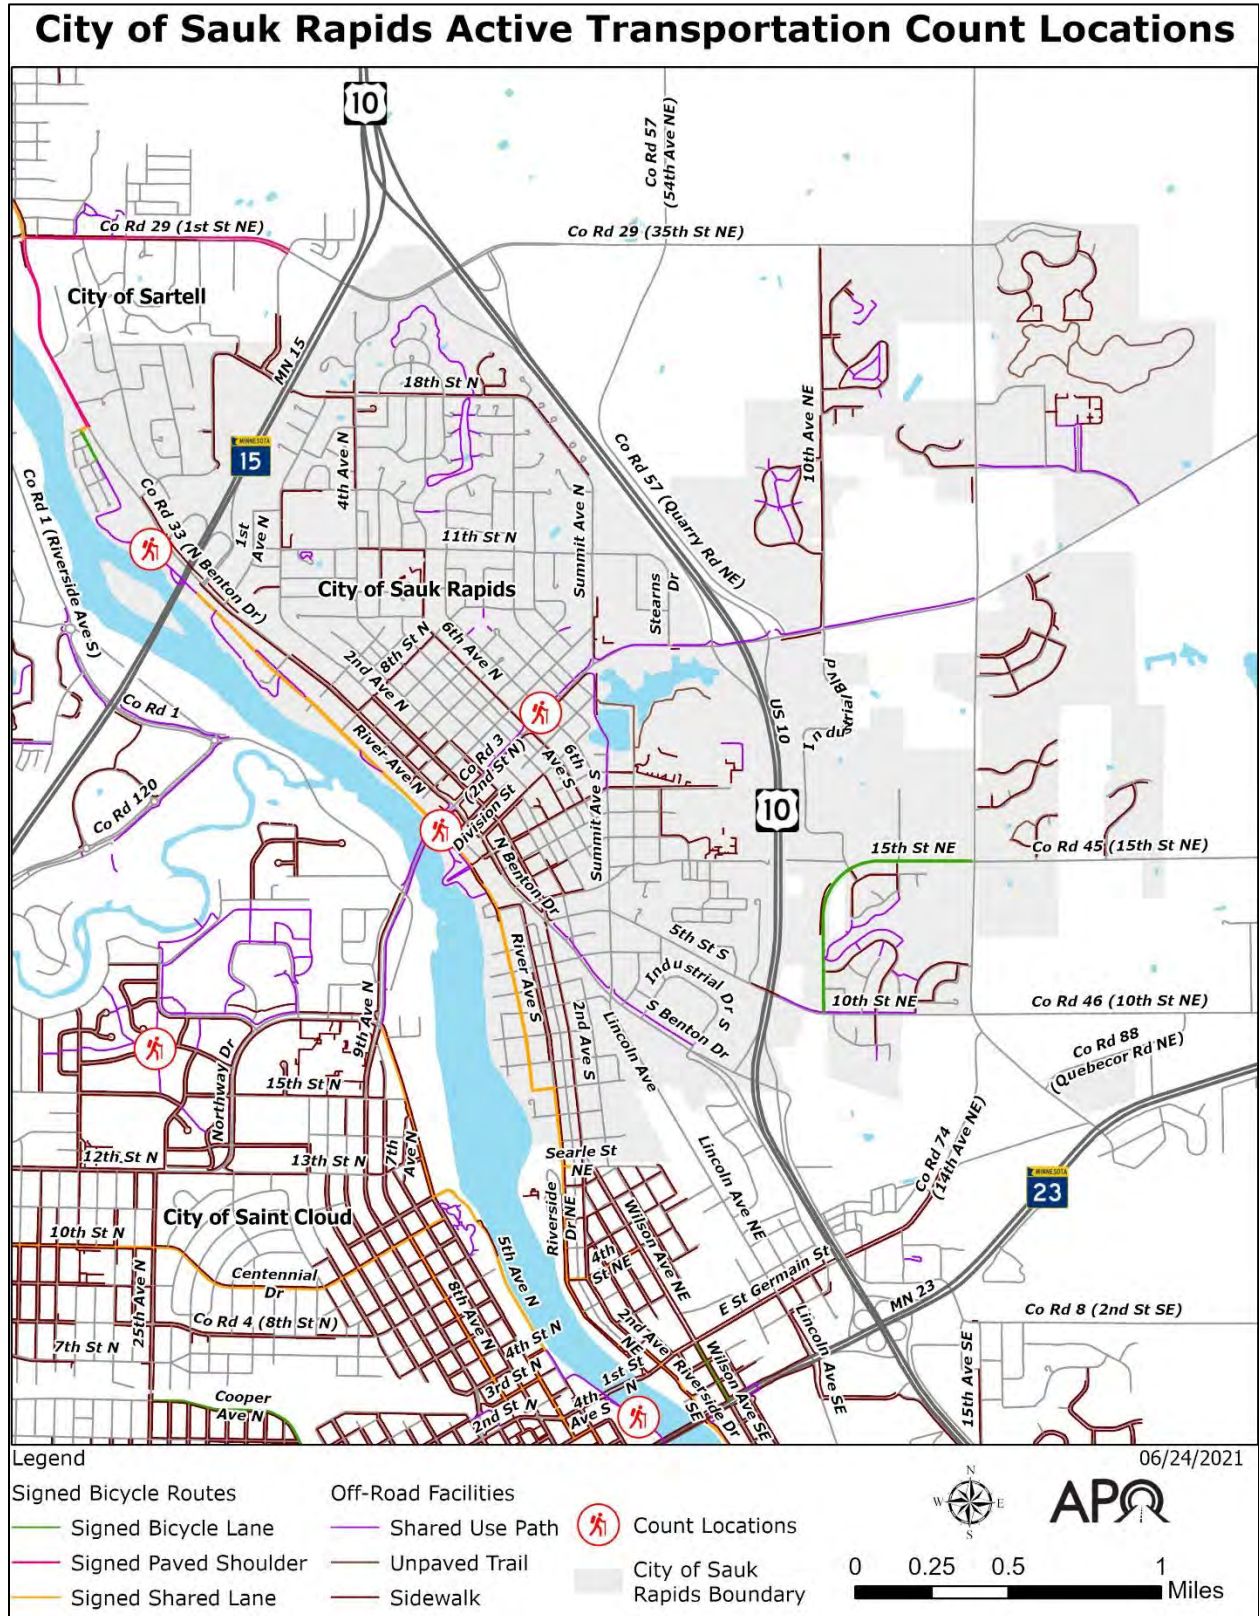 City of Sauk Rapids Active Transportation Count Locations
10
Co Rd 57
(54th Ave NE)
Co Rd 29 (1st St NE)
Co Rd 29 (35th St NE)
City of Sartell
MN 15
18th St N
10th Ave NE
MINNESOTA
15
4th Ave N
Co Rd 57 (Quarry Rd NE)
Co Rd 1 (Riverside Ave S)
Co Rd 33 (N Benton Dr)
1st
Ave N
11th St N
Summit Ave N
Stearns
Dr
City of Sauk Rapids
8th St N
6th Ave N
2nd Ave N
Industrial Blvd
Co Rd 1
US 10
River Ave N
Co Rd 3
(2nd St N)
6th
Ave S
Co Rd 120
Division St
Summit Ave S
10
N Benton Dr
15th St NE
Co Rd 45 (15th St NE)
5th St S
River Ave S
Industrial Dr S
10th St NE
Co Rd 46 (10th St NE)
9th Ave N
2nd Ave S
Lincoln Ave
S Benton Dr
Co Rd 88
(Quebecor Rd NE)
Northway Dr
15th St N
12th St N
13th St N
7th
Ave N
Searle St
NE
Lincoln Ave NE
Co Rd 74
(14th Ave NE)
MINNESOTA
23
City of Saint Cloud
10th St N
Riverside
Dr NE
Wilson Ave NE
4th
St NE
5th Ave N
Centennial
Dr
25th Ave N
8th Ave N
E St Germain St
MN 23
Co Rd 4 (8th St N)
Co Rd 8 (2nd St SE)
7th St N
4th St N
2nd Ave
NE
Lincoln Ave SE
15th Ave SE
3rd St N
1st St
N
Riverside Dr
SE
Wilson Ave SE
Cooper
Ave N
2nd St N
4th
Ave S
Legend
06/24/2021
Signed Bicycle Routes
Signed Bicycle Lane
Signed Paved Shoulder
Signed Shared Lane
Off-Road Facilities
Shared Use Path
Unpaved Trail
Sidewalk
Count Locations
City of Sauk
Rapids Boundary
N
W
E
S
APO
0 0.25 0.5 1
Miles